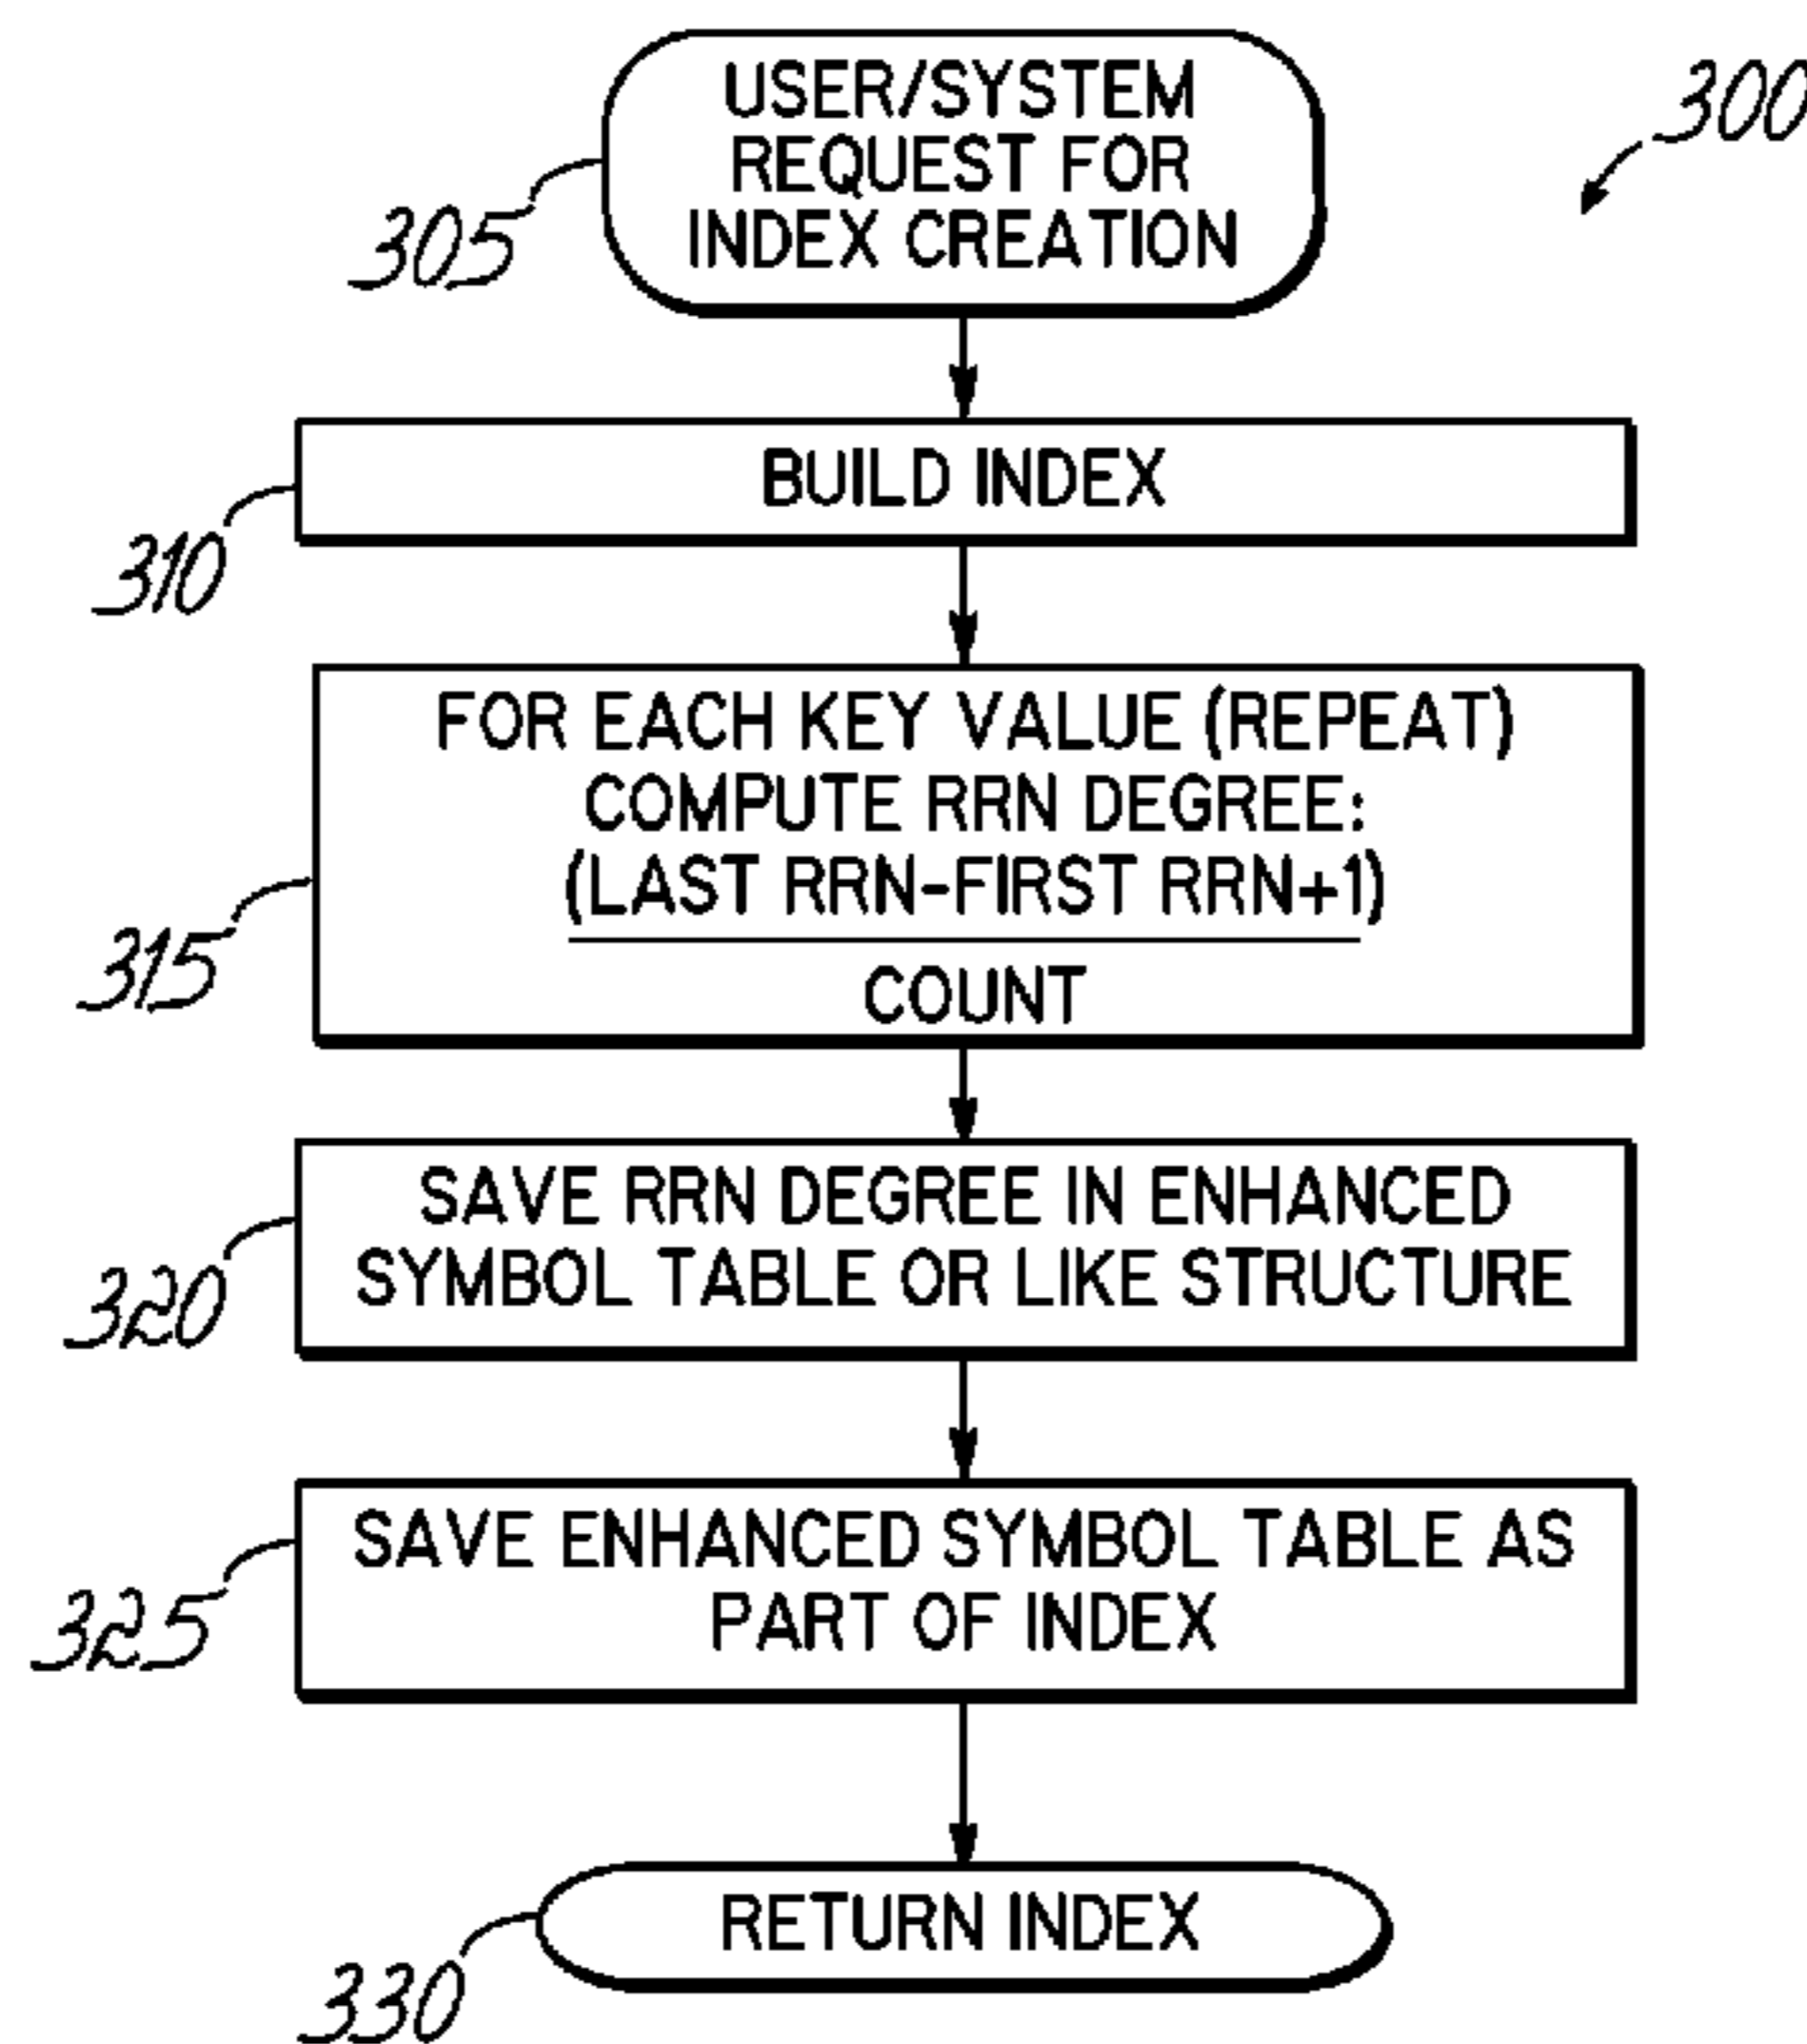 USER/SYSTEM
REQUEST FOR
INDEX CREATION
300
305
BUILD INDEX
310
FOR EACH KEY VALUE (REPEAT)
COMPUTE RRN DEGREE:
(LAST RRN-FIRST RRN+1)
COUNT
315
SAVE RRN DEGREE IN ENHANCED
SYMBOL TABLE OR LIKE STRUCTURE
320
SAVE ENHANCED SYMBOL TABLE AS
PART OF INDEX
325
RETURN INDEX
330